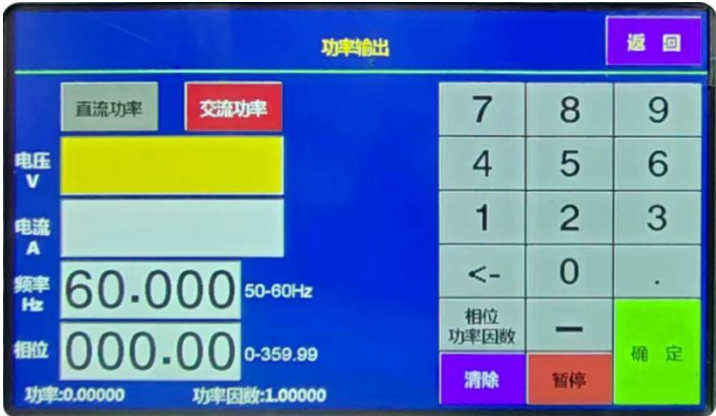 功率输出
返 回
直流功率 交流功率
7 8 9
电压
V
4 5 6
电流
A
1 2 3
频率
Hz
60.000 50-60Hz
<- 0 .
相位
功率因数
—
确 定
相位 000.00 0-359.99
清除 暂停
功率:0.00000 功率因数:1.00000